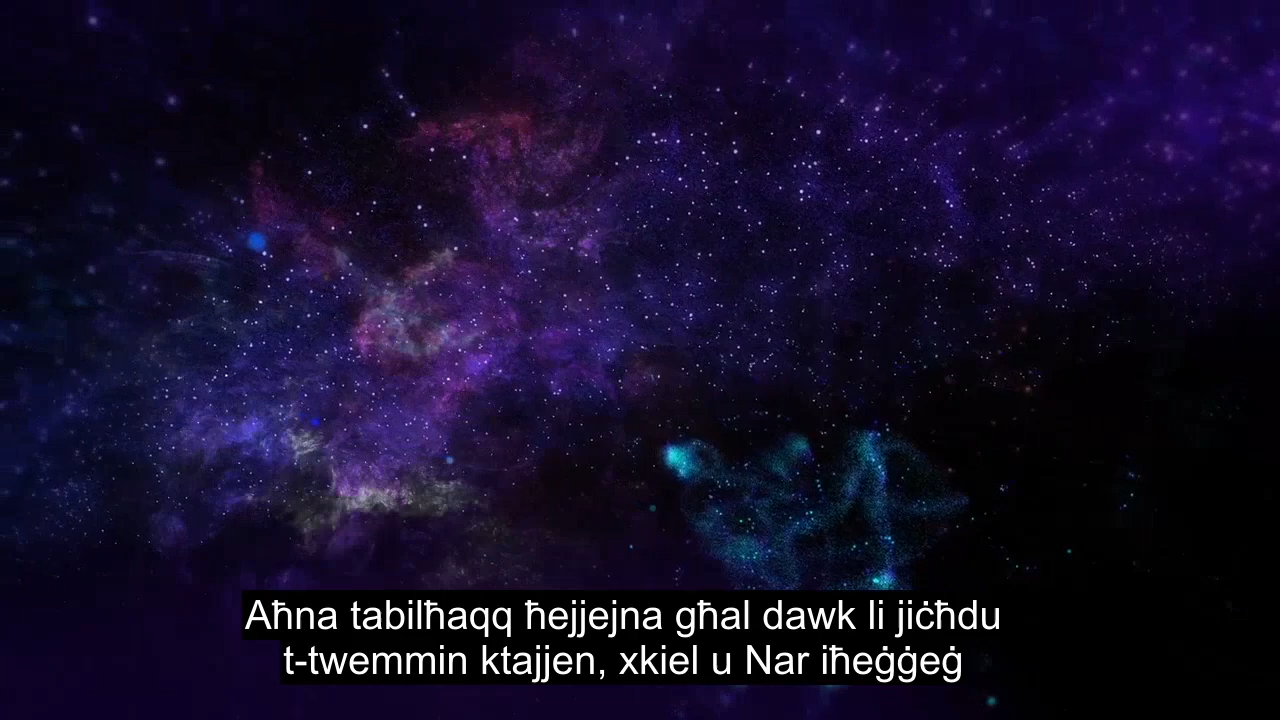 Aħna tabilħaqq ħejjejna għal dawk li jiċħdu
t-twemmin ktajjen, xkiel u Nar iħeġġeġ